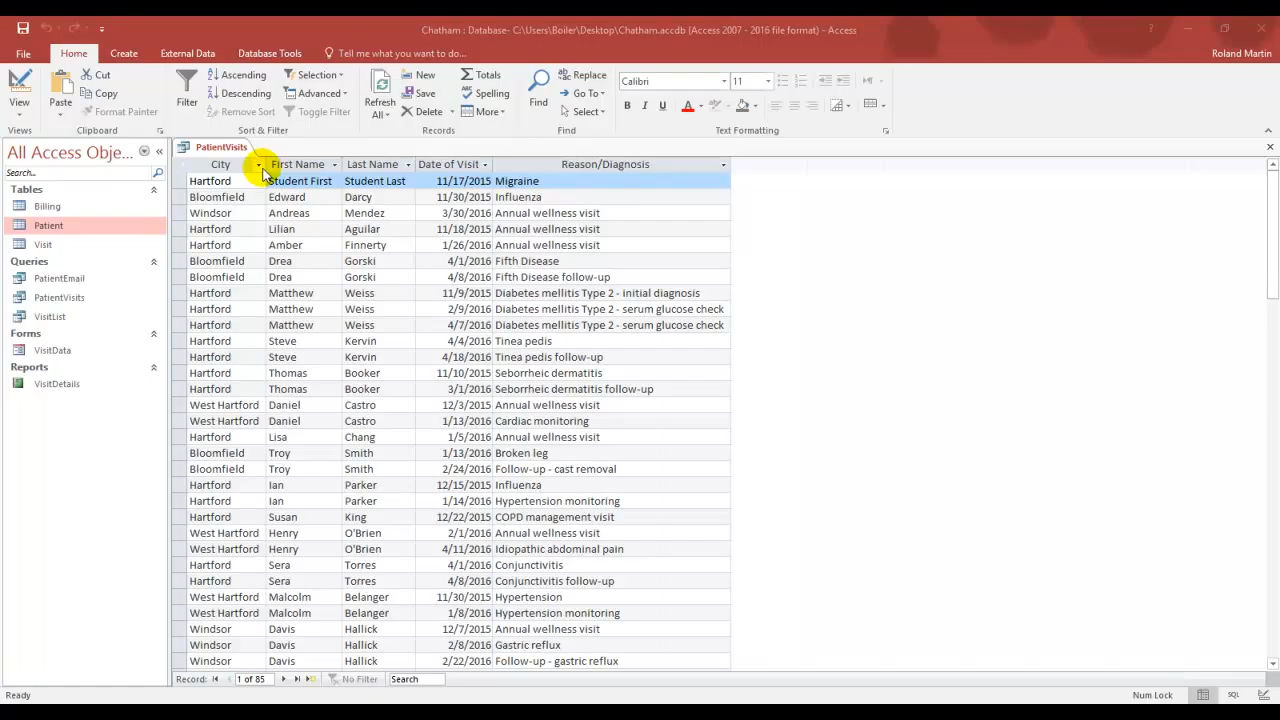 Chatham : Database- C:\Users\Boiler\Desktop\Chatham.accdb (Access 2007 - 2016 file format) - Access
File Home Create External Data Database Tools Tell me what you want to do... Roland Martin
View
Views
Paste
Cut
Copy
Format Painter
Clipboard
Filter
Ascending
Descending
Remove Sort
Selection
Advanced
Toggle Filter
Sort & Filter
Refresh
All
New
Save
Delete
Totals
Spelling
More
Records
Find
Replace
Go To
Select
Find
Calibri 11
B I U A
Text Formatting
All Access Obje...
Search...
Tables
Billing
Patient
Visit
Queries
PatientEmail
PatientVisits
VisitList
Forms
VisitData
Reports
VisitDetails
PatientVisits
City First Name Last Name Date of Visit Reason/Diagnosis
Hartford Student First Student Last 11/17/2015 Migraine
Bloomfield Edward Darcy 11/30/2015 Influenza
Windsor Andreas Mendez 3/30/2016 Annual wellness visit
Hartford Lilian Aguilar 11/18/2015 Annual wellness visit
Hartford Amber Finnerty 1/26/2016 Annual wellness visit
Bloomfield Drea Gorski 4/1/2016 Fifth Disease
Bloomfield Drea Gorski 4/8/2016 Fifth Disease follow-up
Hartford Matthew Weiss 11/9/2015 Diabetes mellitis Type 2 - initial diagnosis
Hartford Matthew Weiss 2/9/2016 Diabetes mellitis Type 2 - serum glucose check
Hartford Matthew Weiss 4/7/2016 Diabetes mellitis Type 2 - serum glucose check
Hartford Steve Kervin 4/4/2016 Tinea pedis
Hartford Steve Kervin 4/18/2016 Tinea pedis follow-up
Hartford Thomas Booker 11/10/2015 Seborrheic dermatitis
Hartford Thomas Booker 3/1/2016 Seborrheic dermatitis follow-up
West Hartford Daniel Castro 12/3/2015 Annual wellness visit
West Hartford Daniel Castro 1/13/2016 Cardiac monitoring
Hartford Lisa Chang 1/5/2016 Annual wellness visit
Bloomfield Troy Smith 1/13/2016 Broken leg
Bloomfield Troy Smith 2/24/2016 Follow-up - cast removal
Hartford Ian Parker 12/15/2015 Influenza
Hartford Ian Parker 1/14/2016 Hypertension monitoring
Hartford Susan King 12/22/2015 COPD management visit
West Hartford Henry O'Brien 2/1/2016 Annual wellness visit
West Hartford Henry O'Brien 4/11/2016 Idiopathic abdominal pain
Hartford Sera Torres 4/1/2016 Conjunctivitis
Hartford Sera Torres 4/8/2016 Conjunctivitis follow-up
West Hartford Malcolm Belanger 11/30/2015 Hypertension
West Hartford Malcolm Belanger 1/8/2016 Hypertension monitoring
Windsor Davis Hallick 12/7/2015 Annual wellness visit
Windsor Davis Hallick 2/8/2016 Gastric reflux
Windsor Davis Hallick 2/22/2016 Follow-up - gastric reflux
Record: 1 of 85 No Filter Search
Ready Num Lock SQL